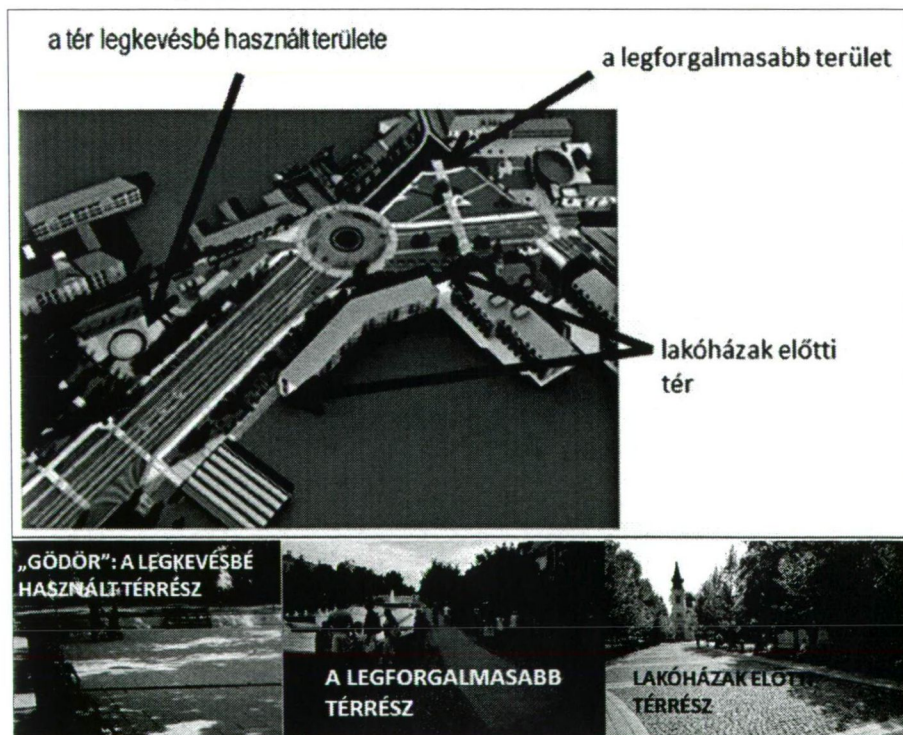 a tér legkevésbé használt területe
a legforgalmasabb terület
lakóházak előtti
tér
„GÖDÖR”: A LEGKEVÉSBÉ
HASZNÁLT TÉRRÉSZ
A LEGFORGALMASABB
TÉRRÉSZ
LAKÓHÁZAK ELŐTTI
TÉRRÉSZ